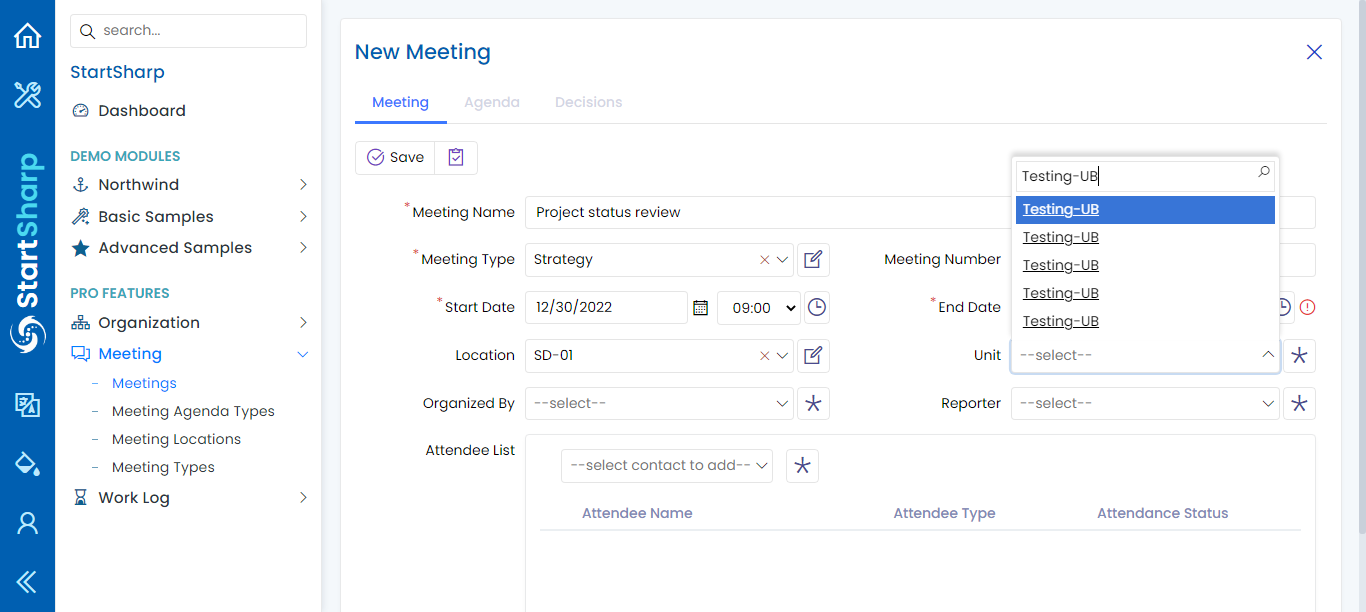 search...
StartSharp
Dashboard
DEMO MODULES
Northwind
Basic Samples
Advanced Samples
PRO FEATURES
Organization
Meeting
Meetings
Meeting Agenda Types
Meeting Locations
Meeting Types
Work Log
StartSharp
New Meeting
Meeting Agenda Decisions
Save
*Meeting Name Project status review
*Meeting Type Strategy Meeting Number
*Start Date 12/30/2022 09:00 *End Date
Location SD-01 Unit --select--
Testing-UB
Testing-UB
Testing-UB
Testing-UB
Testing-UB
Testing-UB
Organized By --select-- Reporter --select--
Attendee List --select contact to add--
Attendee Name Attendee Type Attendance Status